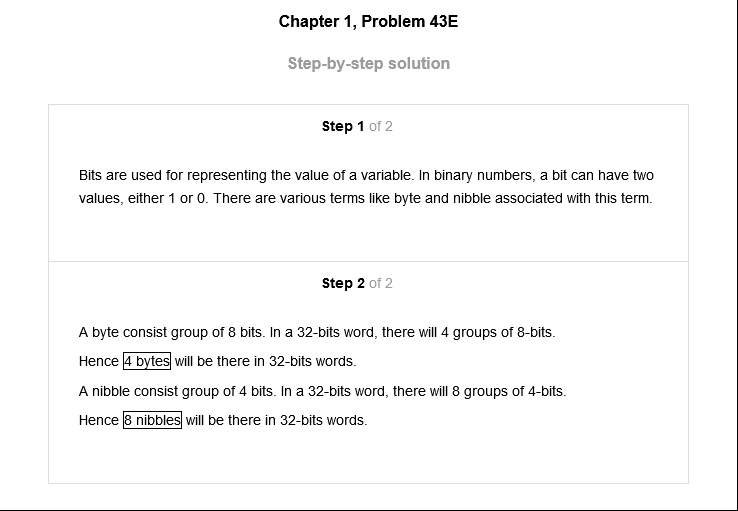 Chapter 1, Problem 43E
Step-by-step solution
Step 1 of 2
Bits are used for representing the value of a variable. In binary numbers, a bit can have two
values, either 1 or 0. There are various terms like byte and nibble associated with this term.
Step 2 of 2
A byte consist group of 8 bits. In a 32-bits word, there will 4 groups of 8-bits.
Hence 4 bytes will be there in 32-bits words.
A nibble consist group of 4 bits. In a 32-bits word, there will 8 groups of 4-bits.
Hence 8 nibbles will be there in 32-bits words.